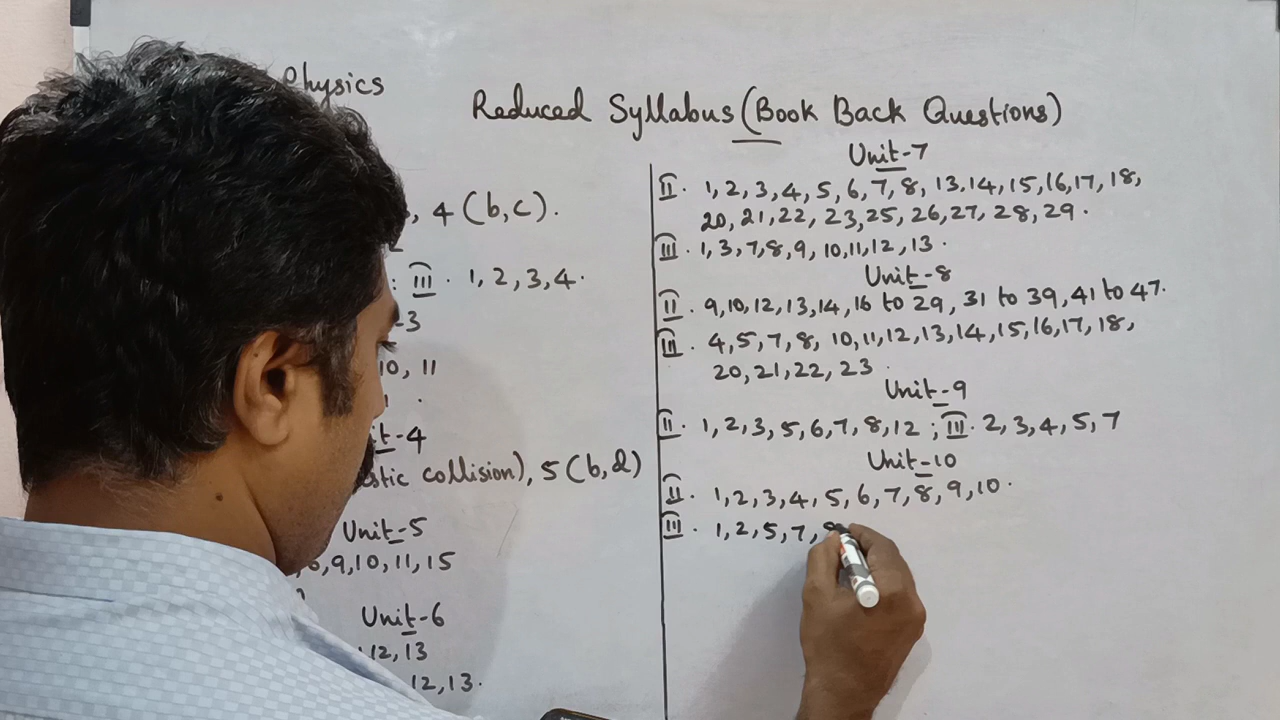 Physics
Reduced Syllabus (Book Back Questions)
, 4 (b,c).
2
: III. 1, 2, 3, 4.
-3
10, 11
1 .
it-4
stic collision), 5 (b,d)
Unit-5
,9,10,11,15
Unit-6
12,13
12,13.
Unit-7
II. 1, 2, 3, 4, 5, 6, 7, 8, 13.14, 15,16,17, 18,
20, 21, 22, 23,25, 26, 27, 28, 29.
III. 1, 3, 7, 8, 9, 10,11, 12, 13.
Unit-8
II. 9,10, 12, 13, 14, 16 to 29, 31 to 39, 41 to 47.
III. 4, 5, 7, 8, 10, 11, 12, 13, 14, 15, 16, 17, 18,
20, 21, 22, 23.
Unit-9
II. 1, 2, 3, 5, 6, 7, 8, 12 ; III. 2, 3, 4, 5, 7
Unit-10
II. 1, 2, 3, 4, 5, 6, 7, 8, 9, 10.
III. 1, 2, 5, 7, 8